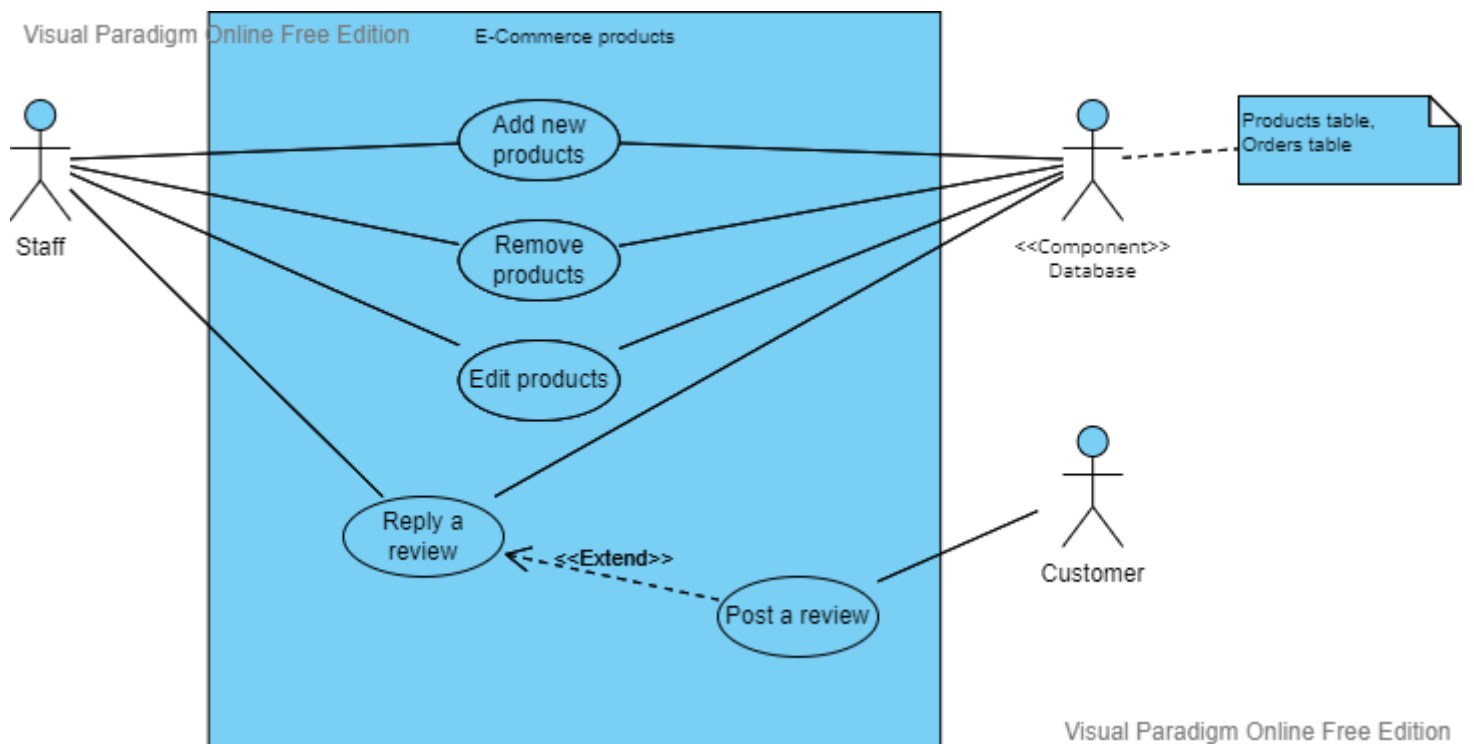 Visual Paradigm Online Free Edition
E-Commerce products
Add new
products
Products table,
Orders table
Staff
Remove
products
<<Component>>
Database
Edit products
Reply a
review
<<Extend>>
Customer
Post a review
Visual Paradigm Online Free Edition